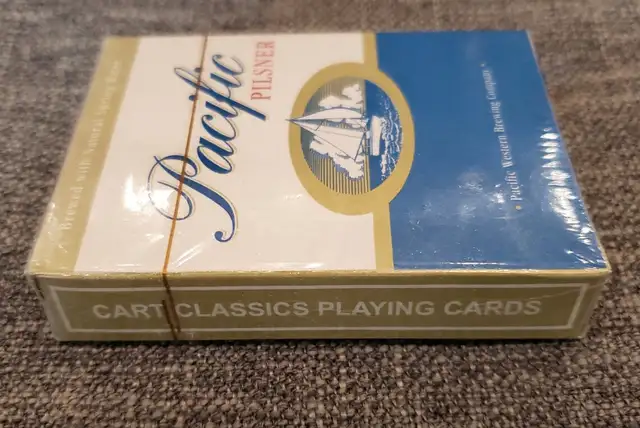 Brewed with Natural Spring Water
Pacific
PILSNER
• Pacific Western Brewing Company •
CART CLASSICS PLAYING CARDS